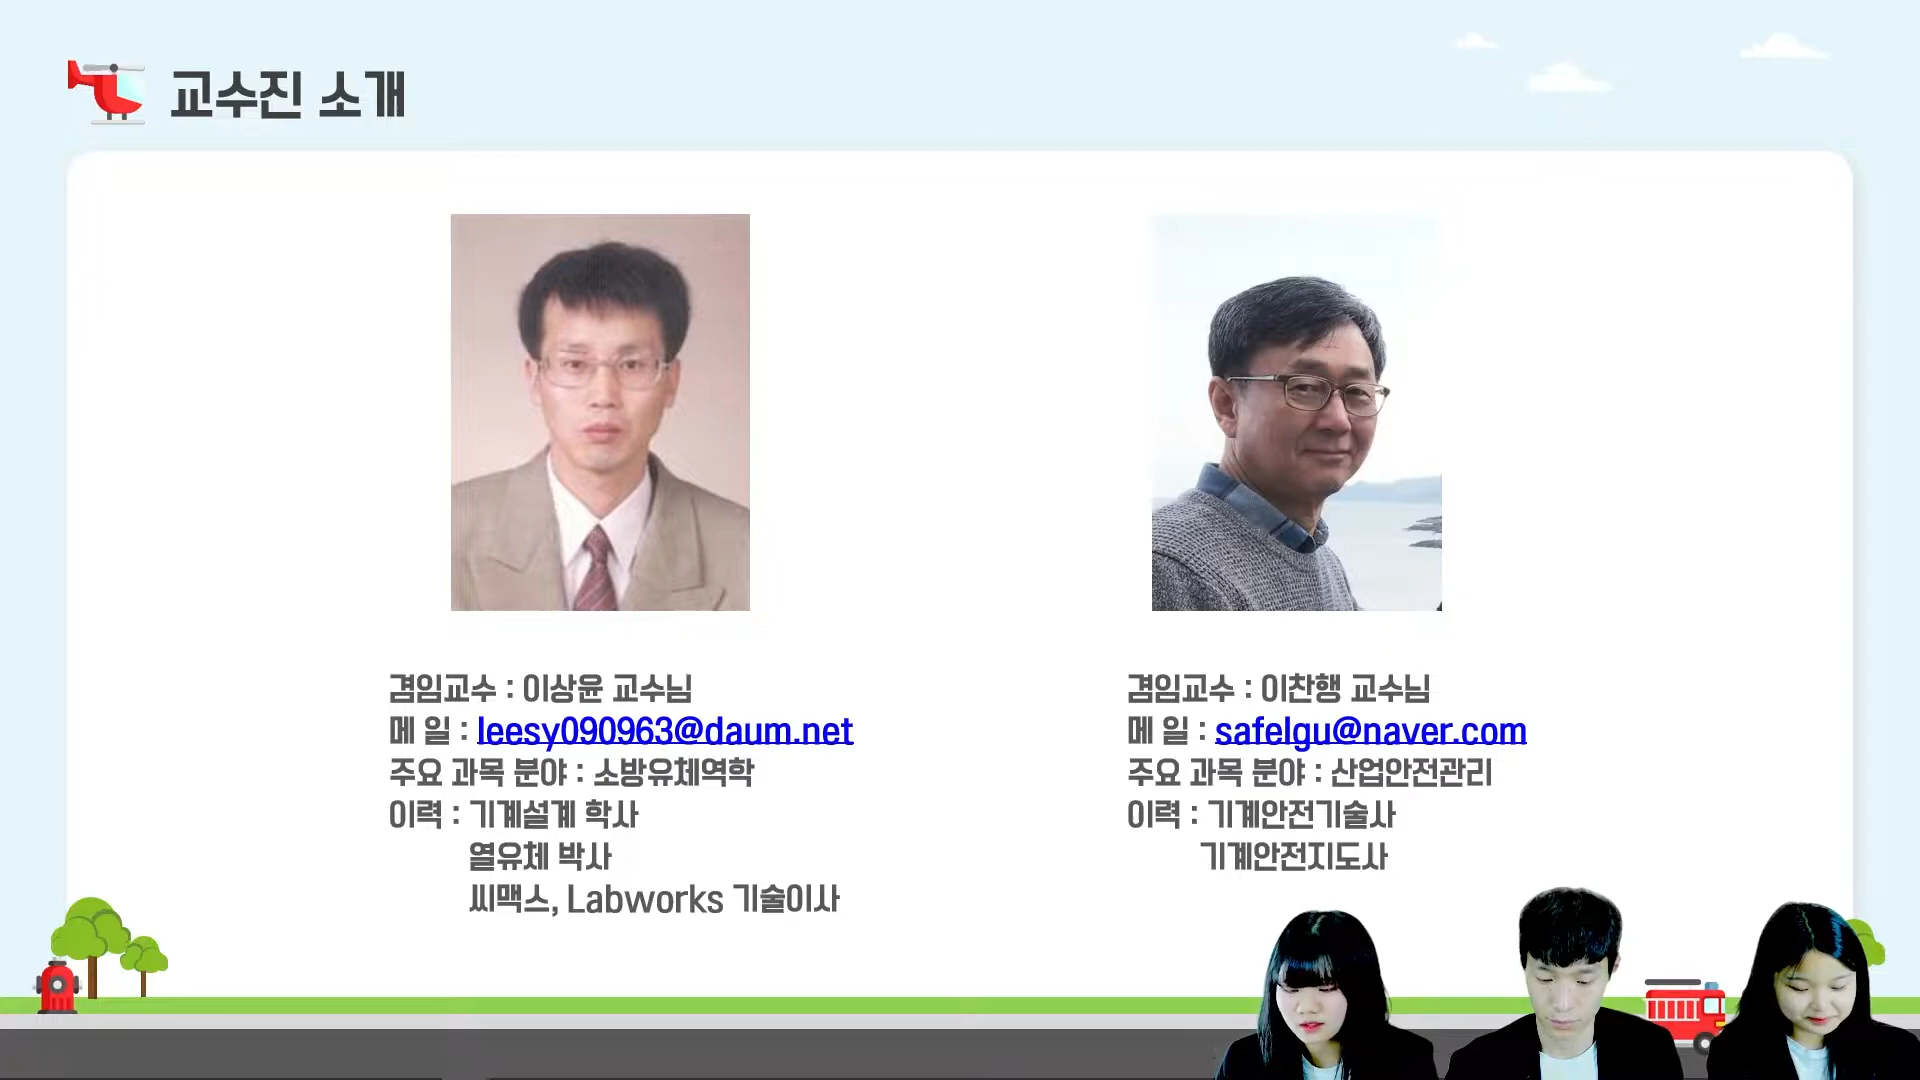 교수진 소개
겸임교수 : 이상윤 교수님
메 일 : leesy090963@daum.net
주요 과목 분야 : 소방유체역학
이력 : 기계설계 학사
열유체 박사
씨맥스, Labworks 기술이사
겸임교수 : 이찬행 교수님
메 일 : safelgu@naver.com
주요 과목 분야 : 산업안전관리
이력 : 기계안전기술사
기계안전지도사